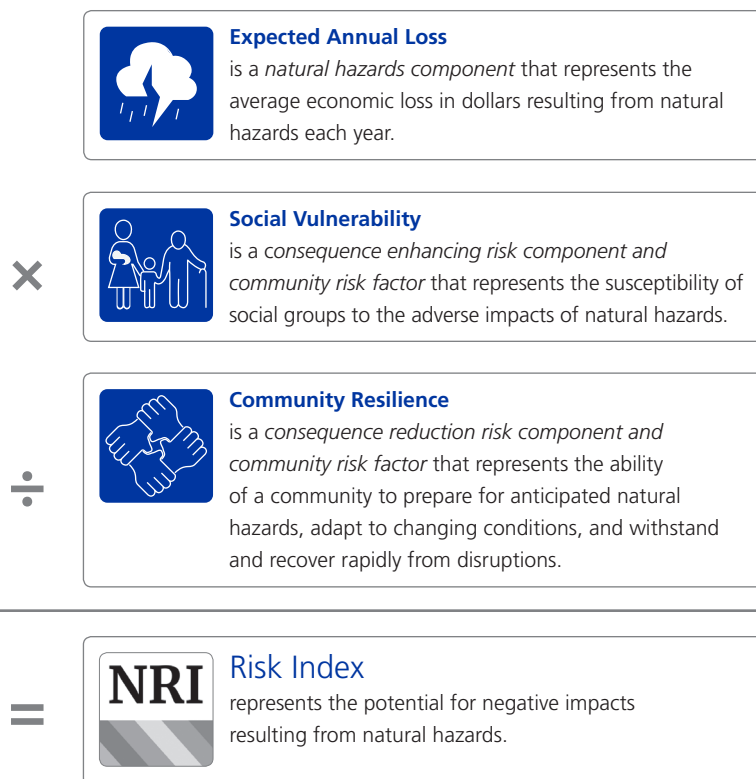 Expected Annual Loss
is a natural hazards component that represents the
average economic loss in dollars resulting from natural
hazards each year.
×
Social Vulnerability
is a consequence enhancing risk component and
community risk factor that represents the susceptibility of
social groups to the adverse impacts of natural hazards.
÷
Community Resilience
is a consequence reduction risk component and
community risk factor that represents the ability
of a community to prepare for anticipated natural
hazards, adapt to changing conditions, and withstand
and recover rapidly from disruptions.
=
NRI
Risk Index
represents the potential for negative impacts
resulting from natural hazards.